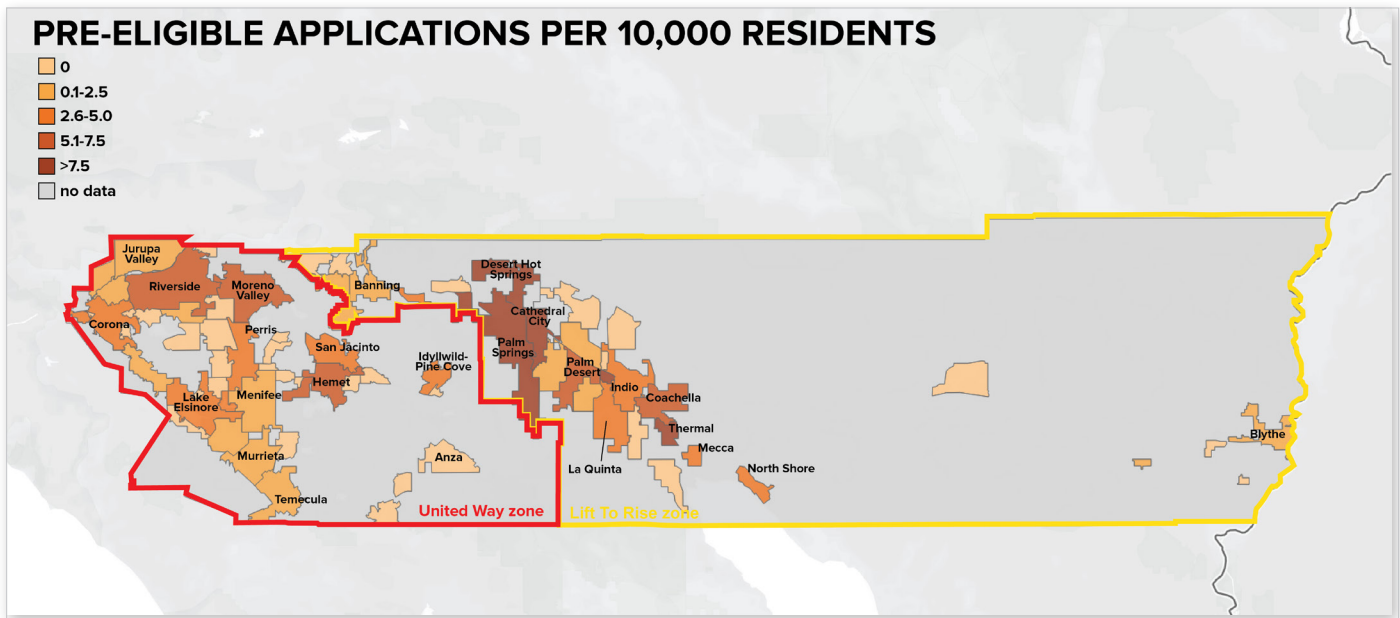 PRE-ELIGIBLE APPLICATIONS PER 10,000 RESIDENTS
0
0.1-2.5
2.6-5.0
5.1-7.5
>7.5
no data
Jurupa
Valley
Riverside
Moreno
Valley
Corona
Perris
San Jacinto
Hemet
Lake
Elsinore
Menifee
Murrieta
Temecula
Idyllwild-
Pine Cove
Anza
Banning
Desert Hot
Springs
Cathedral
City
Palm
Springs
Palm
Desert
Indio
Coachella
Thermal
Mecca
La Quinta
North Shore
Blythe
United Way zone
Lift To Rise zone